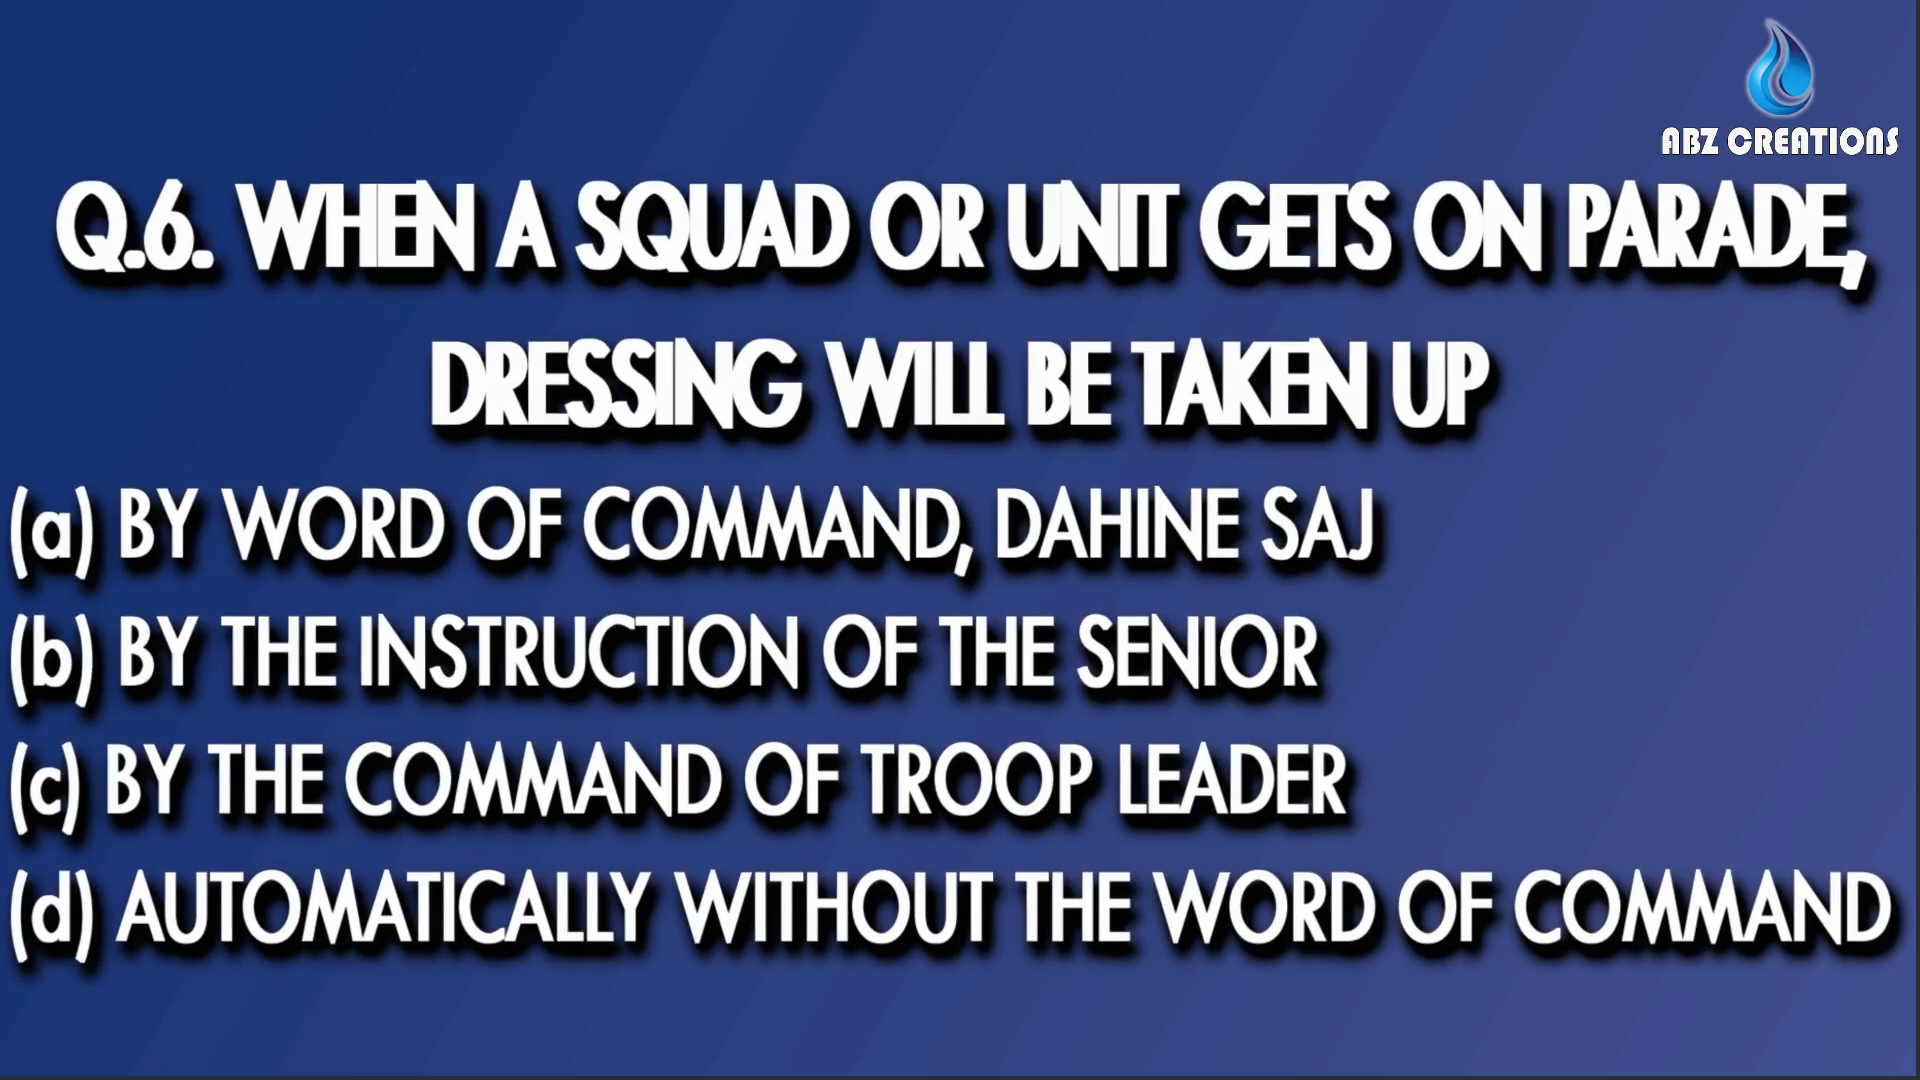 ABZ CREATIONS
Q.6. WHEN A SQUAD OR UNIT GETS ON PARADE,
DRESSING WILL BE TAKEN UP
(a) BY WORD OF COMMAND, DAHINE SAJ
(b) BY THE INSTRUCTION OF THE SENIOR
(c) BY THE COMMAND OF TROOP LEADER
(d) AUTOMATICALLY WITHOUT THE WORD OF COMMAND